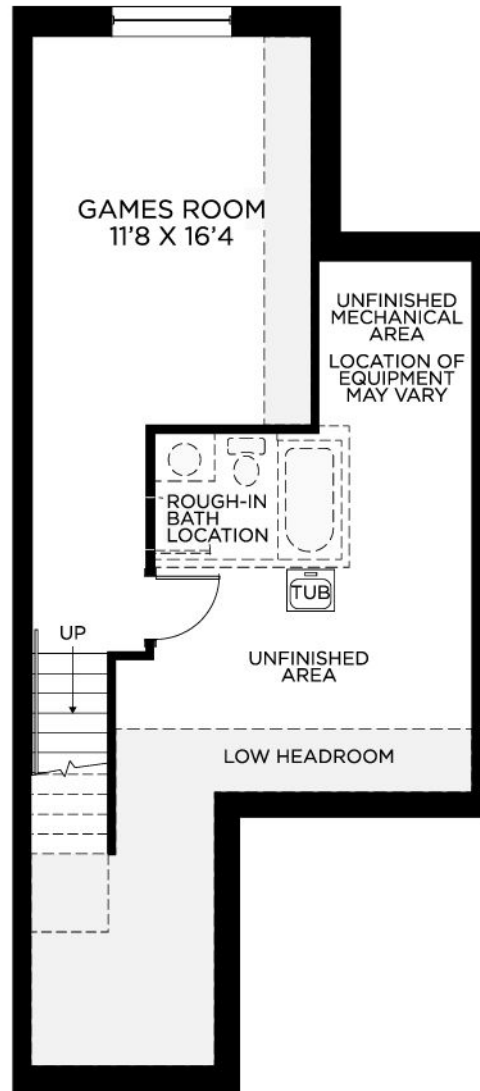 GAMES ROOM
11'8 X 16'4
UNFINISHED
MECHANICAL
AREA
LOCATION OF
EQUIPMENT
MAY VARY
ROUGH-IN
BATH
LOCATION
TUB
UP
UNFINISHED
AREA
LOW HEADROOM